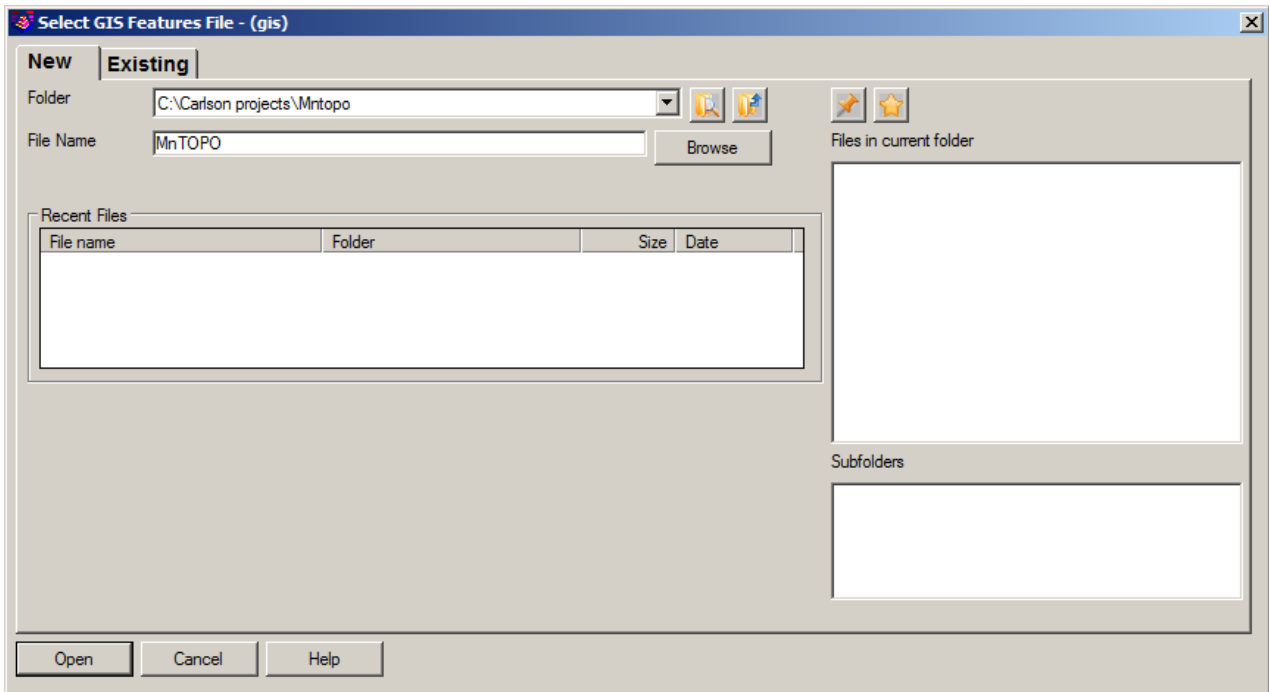 Select GIS Features File - (gis)
New Existing
Folder C:\Carlson projects\Mntopo
File Name MnTOPO Browse
Files in current folder
Recent Files
File name Folder Size Date
Subfolders
Open Cancel Help